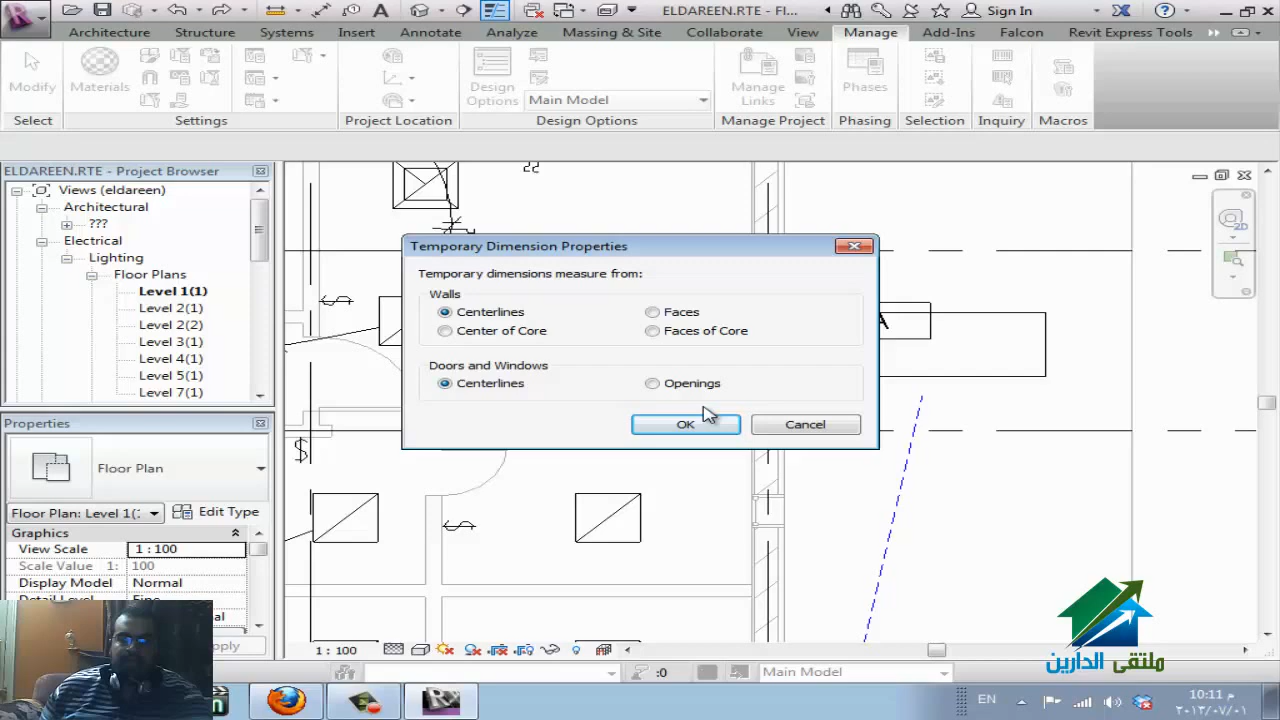 ELDAREEN.RTE - FI...
Sign In
Architecture
Structure
Systems
Insert
Annotate
Analyze
Massing & Site
Collaborate
View
Manage
Add-Ins
Falcon
Revit Express Tools
Modify
Materials
Design
Options
Main Model
Manage
Links
Phases
Select
Settings
Project Location
Design Options
Manage Project
Phasing
Selection
Inquiry
Macros
ELDAREEN.RTE - Project Browser
Views (eldareen)
Architectural
???
Electrical
Lighting
Floor Plans
Level 1(1)
Level 2(1)
Level 2(2)
Level 3(1)
Level 4(1)
Level 5(1)
Level 7(1)
Temporary Dimension Properties
Temporary dimensions measure from:
Walls
Centerlines
Faces
Center of Core
Faces of Core
Doors and Windows
Centerlines
Openings
OK
Cancel
Properties
Floor Plan
Floor Plan: Level 1(
Edit Type
Graphics
View Scale
1 : 100
Scale Value 1:
100
Display Model
Normal
1 : 100
:0
Main Model
ملتقى الدارين
EN
10:11 م
٢٠١٣/٠٧/٠١